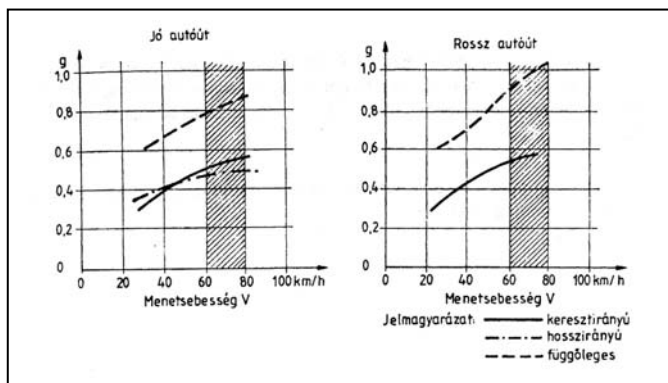 Jó autóút
g
1,0
0,8
0,6
0,4
0,2
0
20 40 60 80 100 km/h
Menetsebesség V
Rossz autóút
g
1,0
0,8
0,6
0,4
0,2
0
20 40 60 80 100 km/h
Menetsebesség V
Jelmagyarázat: keresztirányú
hosszirányú
függőleges